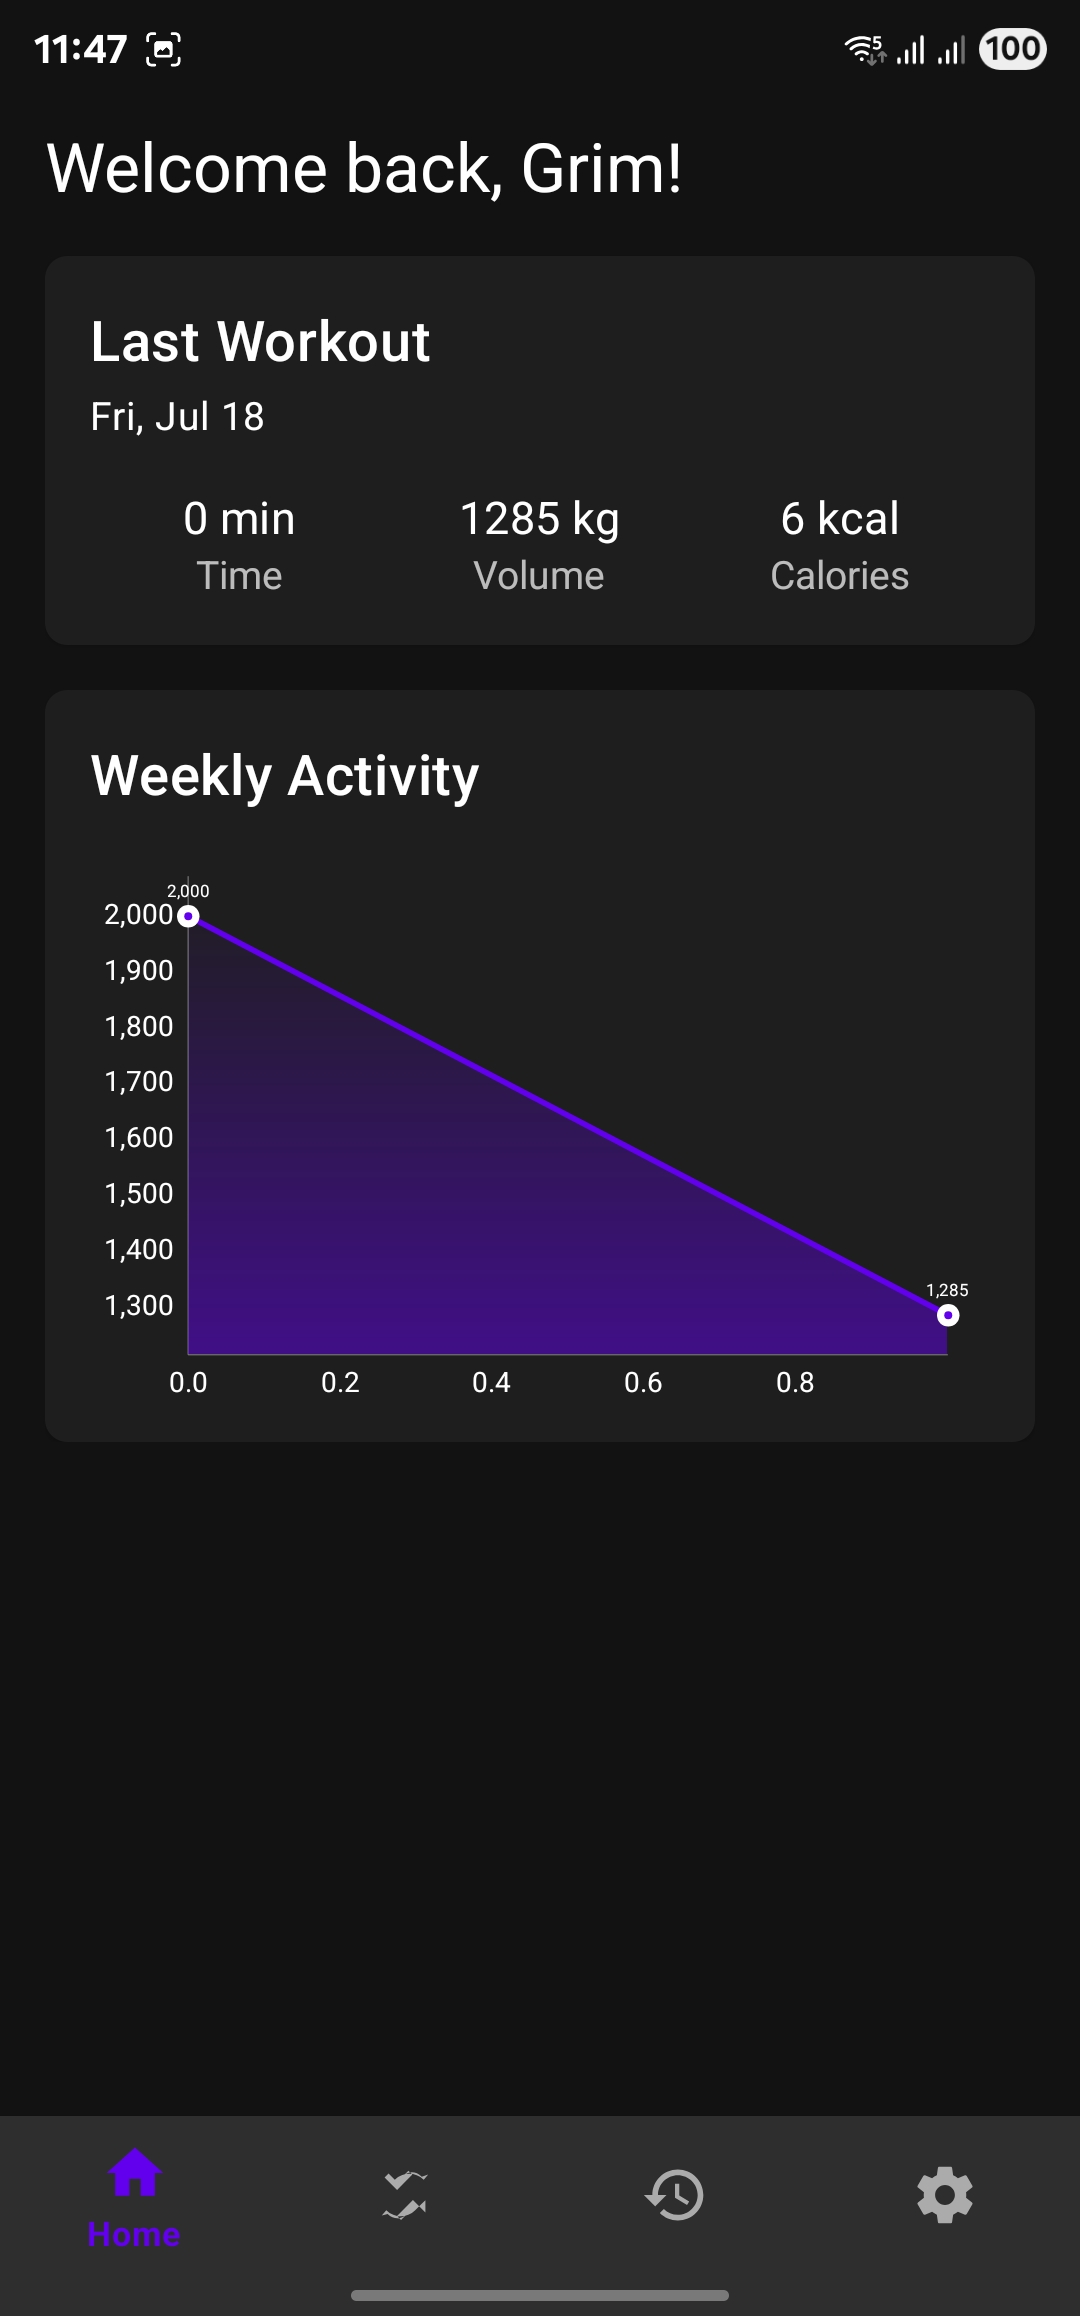 11:47 5 100
Welcome back, Grim!
Last Workout
Fri, Jul 18
0 min 1285 kg 6 kcal
Time Volume Calories
Weekly Activity
2,000
2,000
1,900
1,800
1,700
1,600
1,500
1,400
1,285
1,300
0.0 0.2 0.4 0.6 0.8
Home